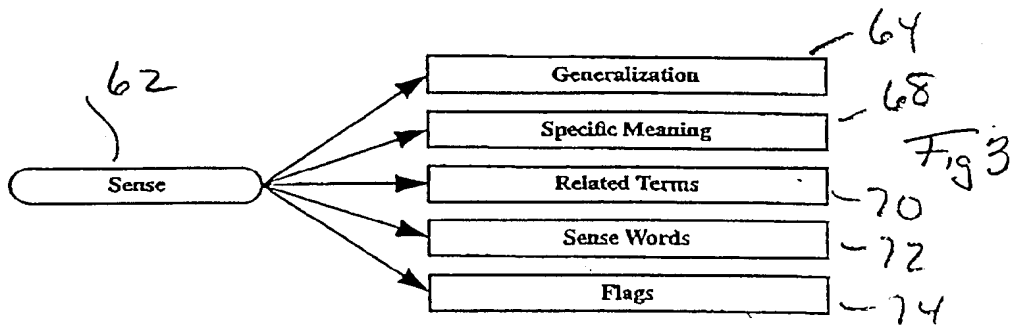 64
Generalization
62
68
Specific Meaning
Fig 3
Sense
Related Terms
70
Sense Words
72
Flags
74